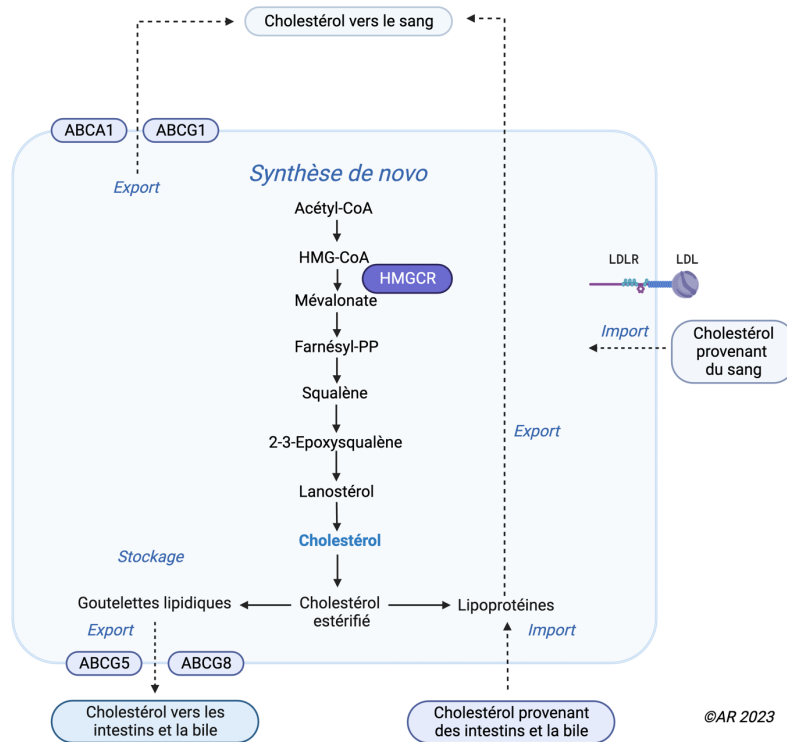 Cholestérol vers le sang
ABCA1
ABCG1
Export
Synthèse de novo
Acétyl-CoA
HMG-CoA
HMGCR
Mévalonate
Farnésyl-PP
Squalène
2-3-Epoxysqualène
Lanostérol
Cholestérol
LDLR
LDL
Import
Cholestérol
provenant
du sang
Export
Stockage
Goutelettes lipidiques
Cholestérol
estérifié
Lipoprotéines
Export
Import
ABCG5
ABCG8
Cholestérol vers les
intestins et la bile
Cholestérol provenant
des intestins et la bile
©AR 2023